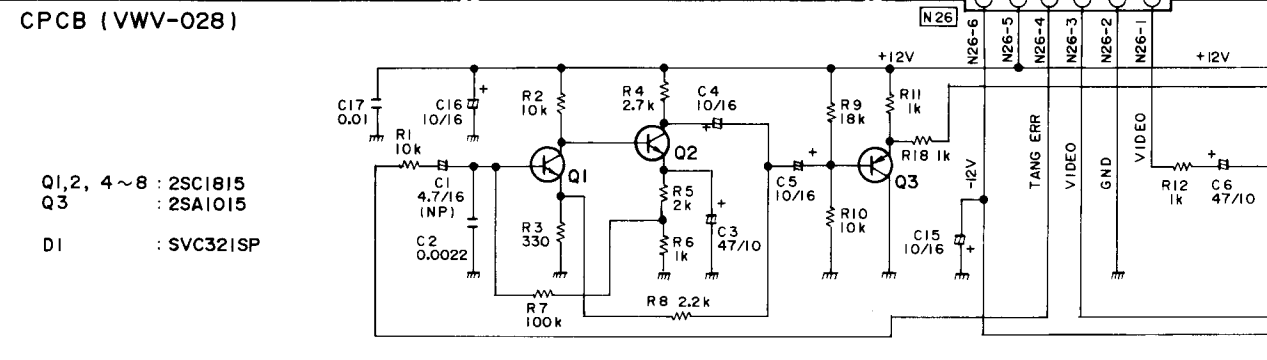 CPCB (VWV-028)
N26
N26-6
N26-5
N26-4
N26-3
N26-2
N26-1
+12V
+12V
C17
0.01
C16
10/16
+
R2
10k
R4
2.7k
C4
10/16
+
R9
18k
R11
1k
R1
10k
Q1
Q2
C5
10/16
+
Q3
R18 1k
-12V
TANG ERR
VIDEO
GND
VIDEO
R12
1k
C6
47/10
+
Q1,2, 4~8 : 2SC1815
Q3 : 2SA1015
D1 : SVC321SP
C1
4.7/16
(NP)
C2
0.0022
R3
330
R5
2k
R6
1k
C3
47/10
+
R10
10k
C15
10/16
+
R7
100k
R8 2.2k